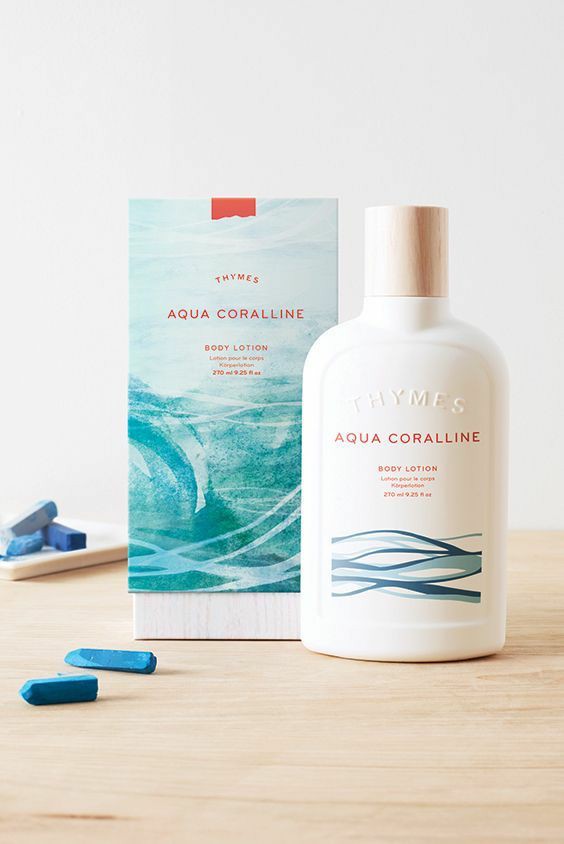 THYMES
AQUA CORALLINE
BODY LOTION
Lotion pour le corps
Körperlotion
270 ml 9.25 fl oz
THYMES
AQUA CORALLINE
BODY LOTION
Lotion pour le corps
Körperlotion
270 ml 9.25 fl oz